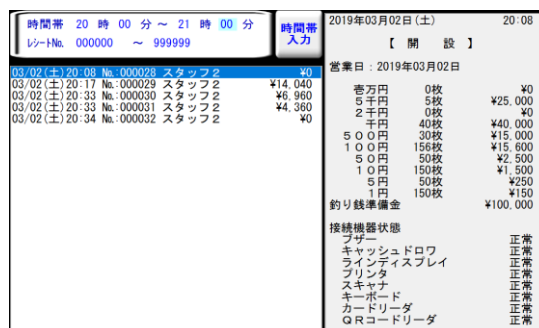 時間帯 20 時 00 分 ～ 21 時 00 分
レシートNo. 000000 ～ 999999
時間帯
入力
03/02(土)20:08 No.:000028 スタッフ2 ¥0
03/02(土)20:17 No.:000029 スタッフ2 ¥14,040
03/02(土)20:33 No.:000030 スタッフ2 ¥6,960
03/02(土)20:33 No.:000031 スタッフ2 ¥4,360
03/02(土)20:34 No.:000032 スタッフ2 ¥0
2019年03月02日(土) 20:08
【 開 設 】
営業日：2019年03月02日
壱万円 0枚 ¥0
５千円 5枚 ¥25,000
２千円 0枚 ¥0
千円 40枚 ¥40,000
５００円 30枚 ¥15,000
１００円 156枚 ¥15,600
５０円 50枚 ¥2,500
１０円 150枚 ¥1,500
５円 50枚 ¥250
１円 150枚 ¥150
釣り銭準備金 ¥100,000
接続機器状態
ブザー 正常
キャッシュドロワ 正常
ラインディスプレイ 正常
プリンタ 正常
スキャナ 正常
キーボード 正常
カードリーダ 正常
ＱＲコードリーダ 正常